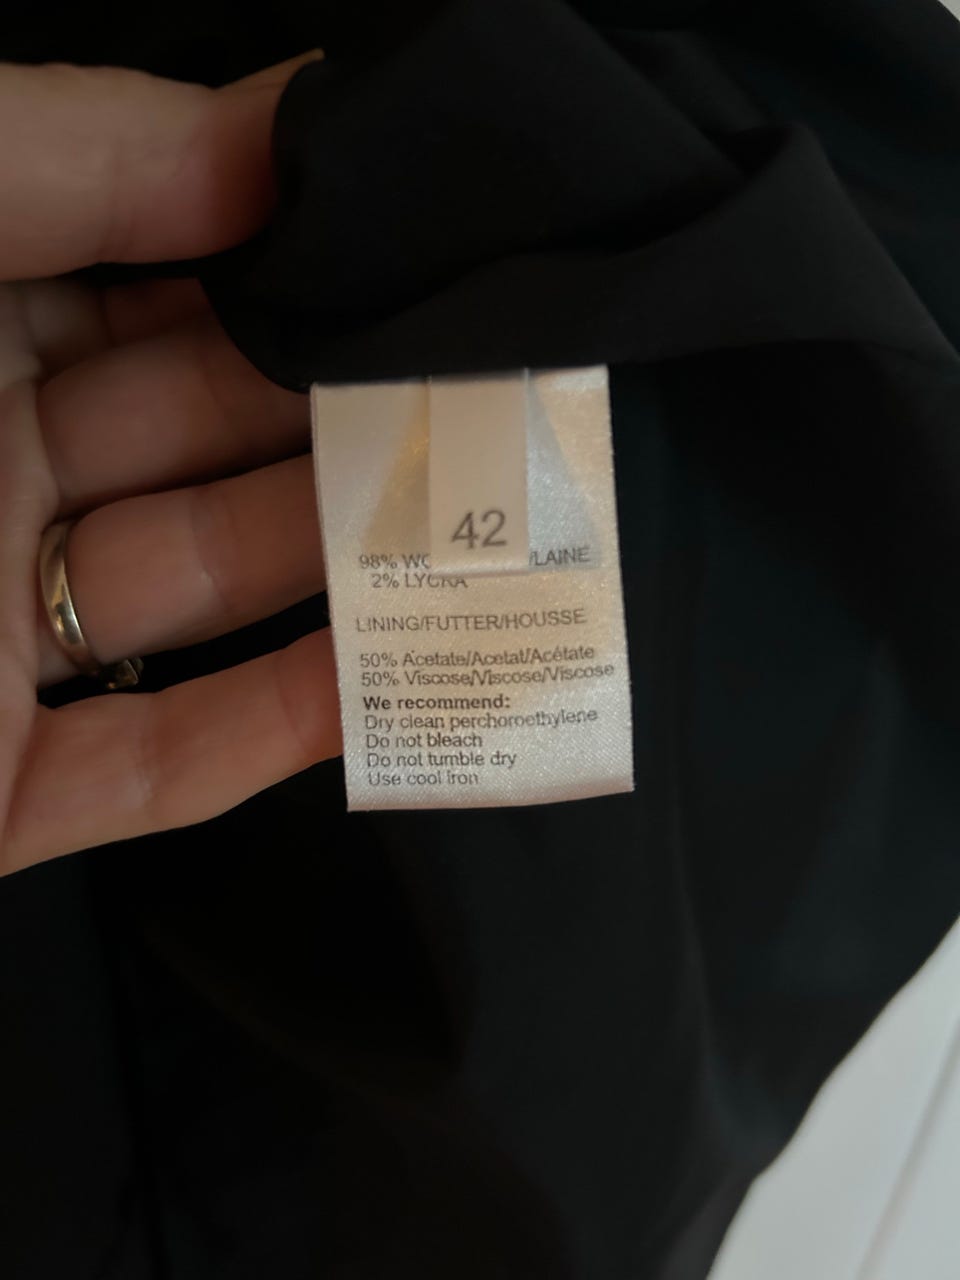 42
98% WO /LAINE
2% LYCRA
LINING/FUTTER/HOUSSE
50% Acetate/Acetat/Acétate
50% Viscose/Viscose/Viscose
We recommend:
Dry clean perchoroethylene
Do not bleach
Do not tumble dry
Use cool iron